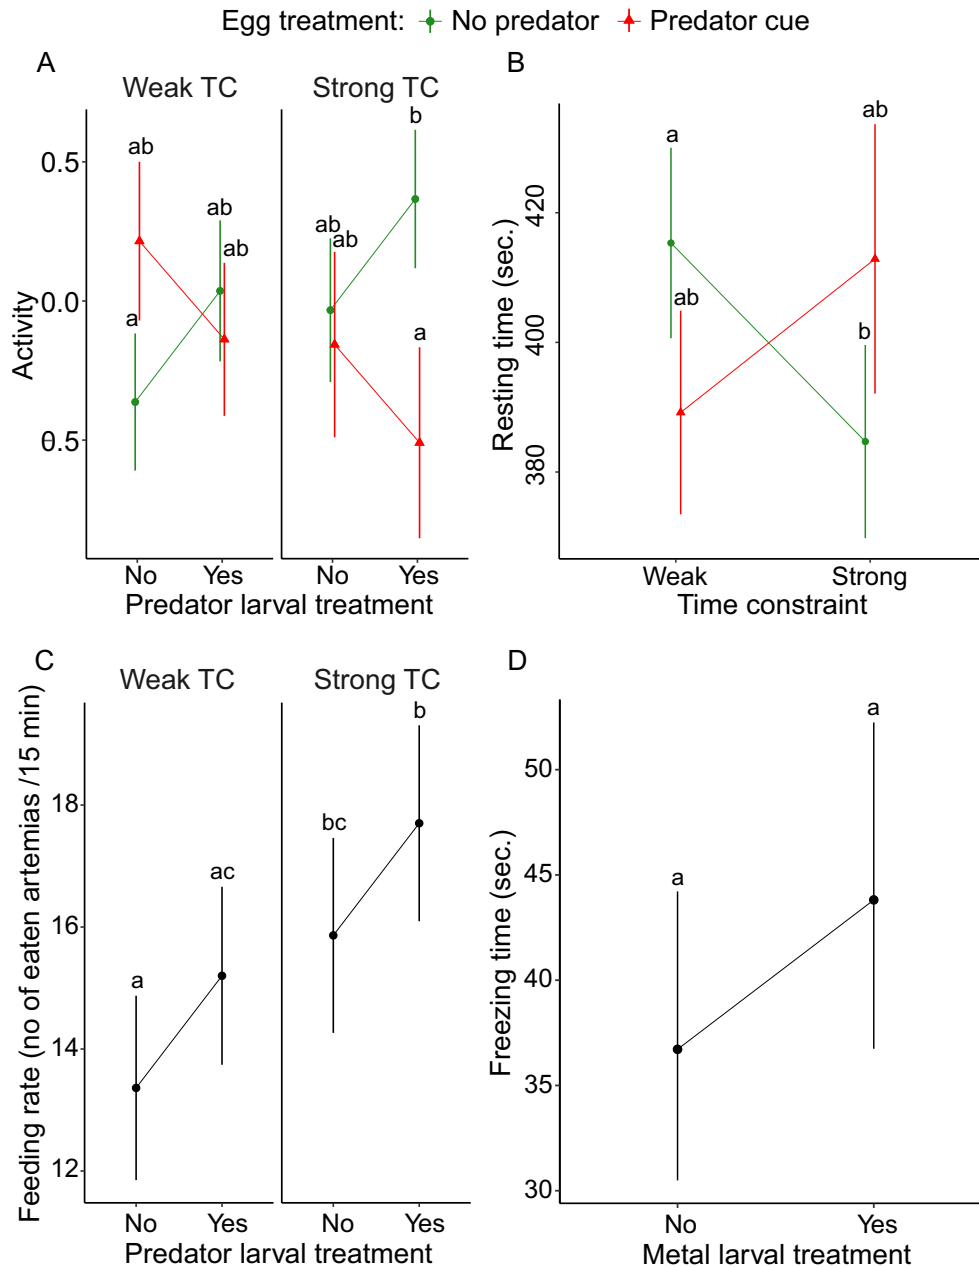 Egg treatment: No predator Predator cue
A
Weak TC Strong TC
Activity
0.5
0.0
0.5
a
ab
ab
ab
ab
ab
b
a
No Yes No Yes
Predator larval treatment
B
Resting time (sec.)
420
400
380
a
ab
ab
b
Weak Strong
Time constraint
C
Weak TC Strong TC
Feeding rate (no of eaten artemias /15 min)
18
16
14
12
a
ac
bc
b
No Yes No Yes
Predator larval treatment
D
Freezing time (sec.)
50
45
40
35
30
a
a
No Yes
Metal larval treatment